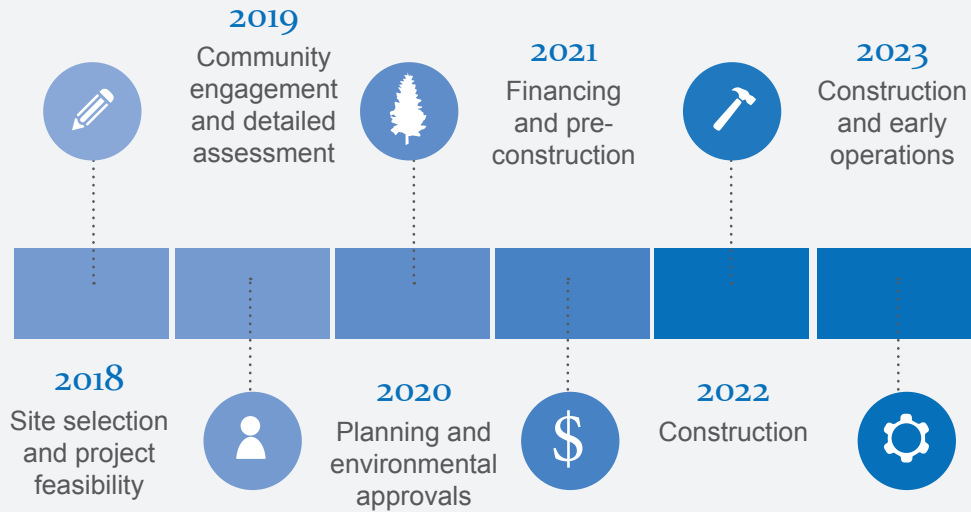 2018
Site selection
and project
feasibility
2019
Community
engagement
and detailed
assessment
2020
Planning and
environmental
approvals
2021
Financing
and pre-
construction
$
2022
Construction
2023
Construction
and early
operations